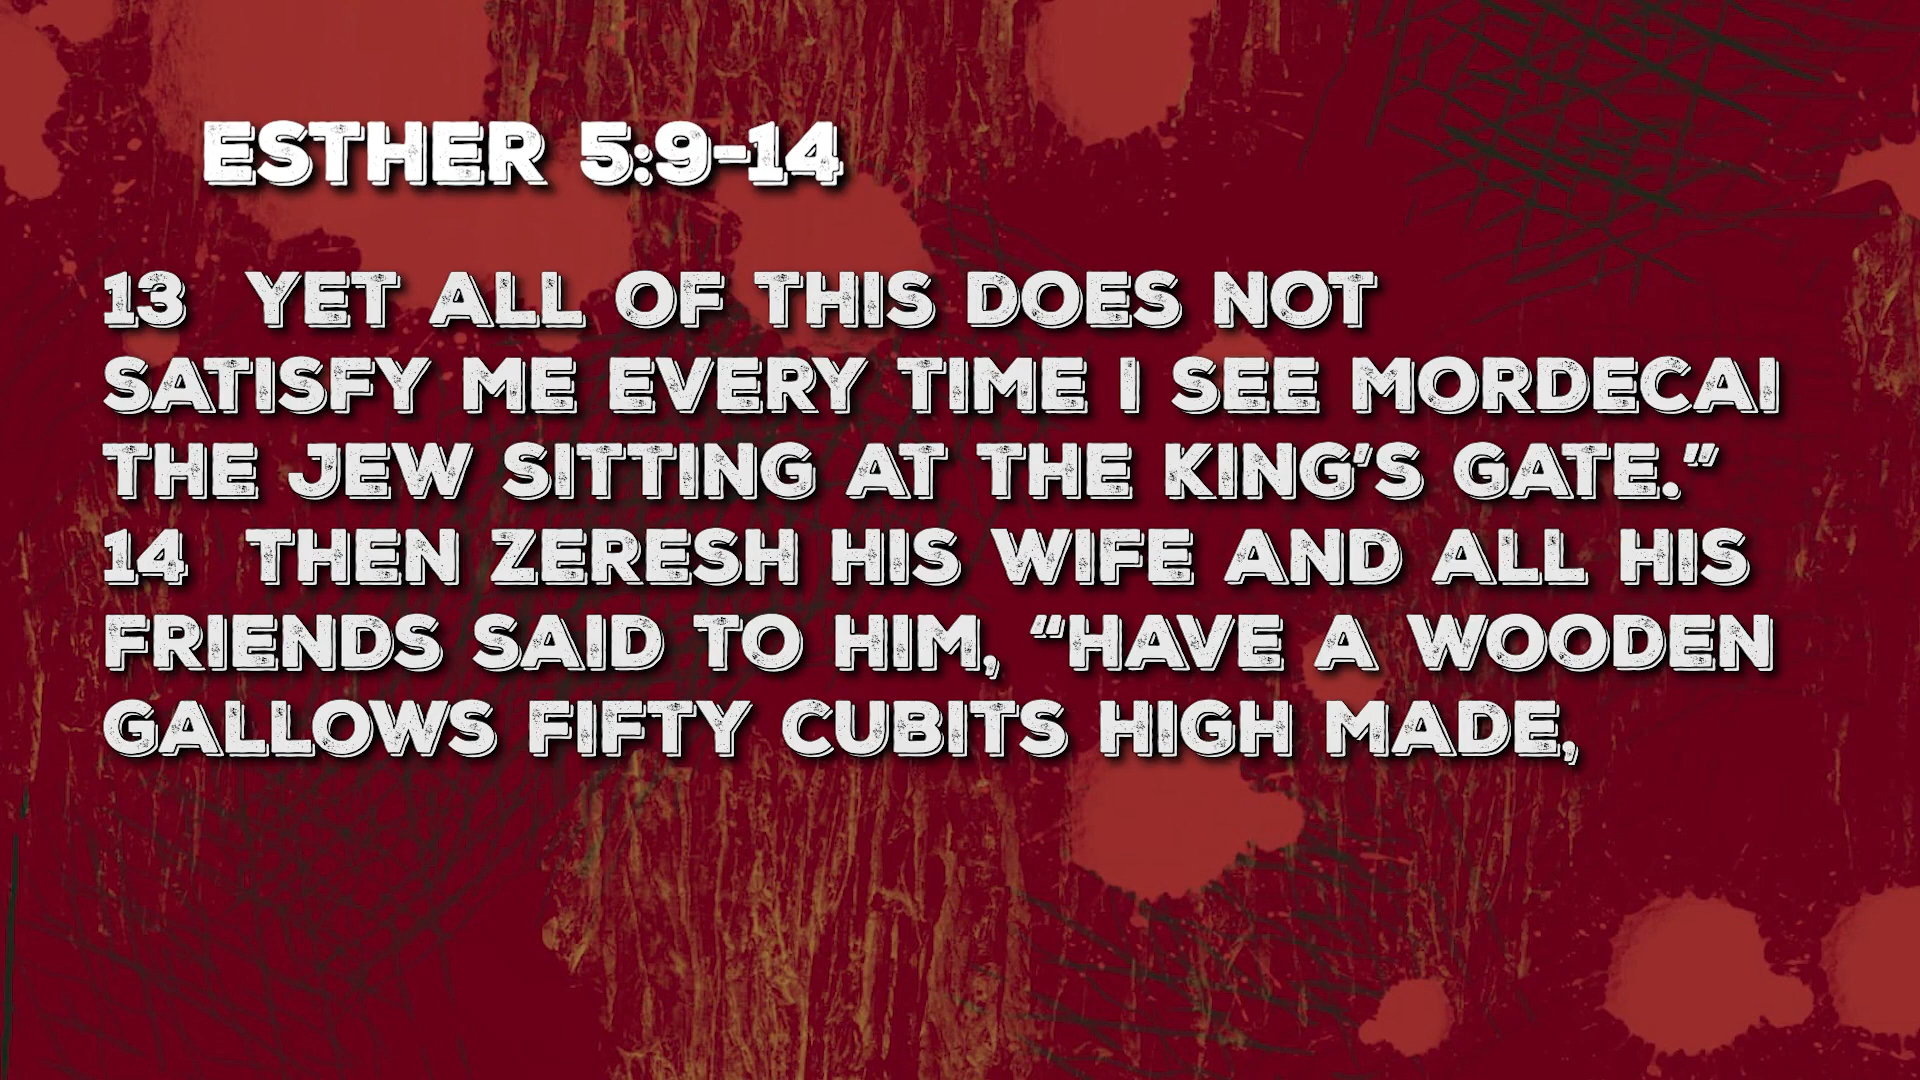 ESTHER 5:9-14
13 YET ALL OF THIS DOES NOT
SATISFY ME EVERY TIME I SEE MORDECAI
THE JEW SITTING AT THE KING’S GATE.”
14 THEN ZERESH HIS WIFE AND ALL HIS
FRIENDS SAID TO HIM, “HAVE A WOODEN
GALLOWS FIFTY CUBITS HIGH MADE,